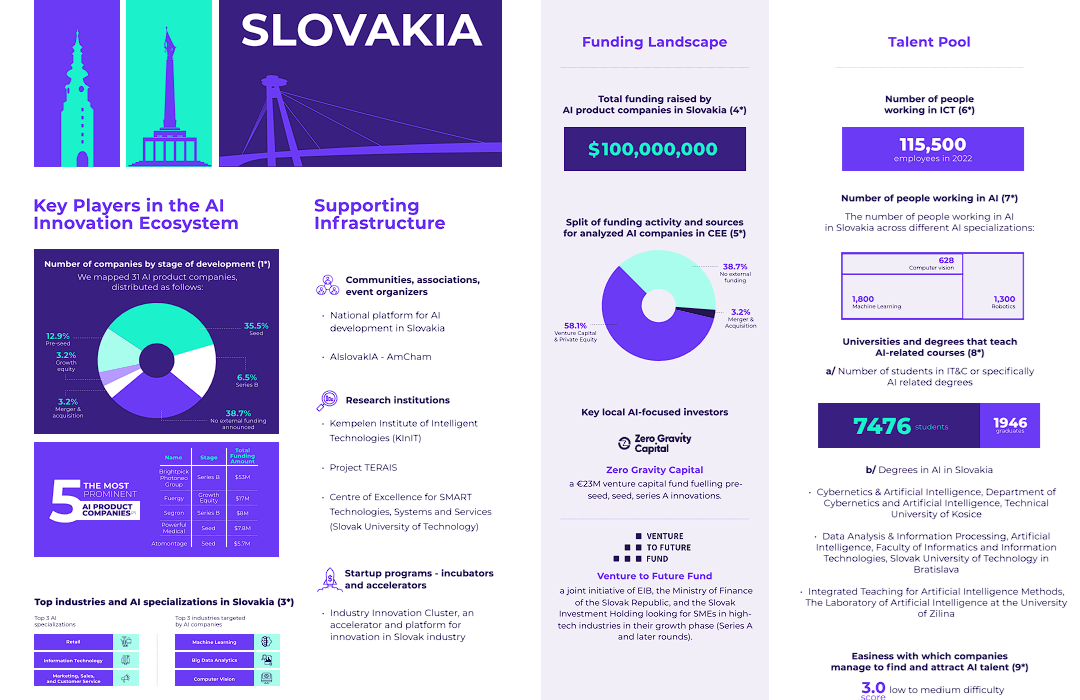 SLOVAKIA
Key Players in the AI
Innovation Ecosystem
Number of companies by stage of development (1*)
We mapped 31 AI product companies,
distributed as follows:
35.5%
Seed
12.9%
Pre-seed
3.2%
Growth
equity
6.5%
Series B
3.2%
Merger &
acquisition
38.7%
No external funding
announced
5 THE MOST
PROMINENT
AI PRODUCT
COMPANIES
Name Stage Total Funding Amount
Brightpick Photoneo Group Series B $53M
Fuergy Growth Equity $17M
Segron Series B $8M
Powerful Medical Seed $7.8M
Atomontage Seed $5.7M
Top industries and AI specializations in Slovakia (3*)
Top 3 AI
specializations
Retail
Information Technology
Marketing, Sales,
and Customer Service
Top 3 industries targeted
by AI companies
Machine Learning
Big Data Analytics
Computer Vision
Supporting
Infrastructure
Communities, associations,
event organizers
• National platform for AI
development in Slovakia
• AIslovakIA - AmCham
Research institutions
• Kempelen Institute of Intelligent
Technologies (KInIT)
• Project TERAIS
• Centre of Excellence for SMART
Technologies, Systems and Services
(Slovak University of Technology)
Startup programs - incubators
and accelerators
• Industry Innovation Cluster, an
accelerator and platform for
innovation in Slovak industry
Funding Landscape
Total funding raised by
AI product companies in Slovakia (4*)
$100,000,000
Split of funding activity and sources
for analyzed AI companies in CEE (5*)
38.7%
No external
funding
3.2%
Merger &
Acquisition
58.1%
Venture Capital
& Private Equity
Key local AI-focused investors
Zero Gravity
Capital
Zero Gravity Capital
a €23M venture capital fund fuelling pre-
seed, seed, series A innovations.
VENTURE
TO FUTURE
FUND
Venture to Future Fund
a joint initiative of EIB, the Ministry of Finance
of the Slovak Republic, and the Slovak
Investment Holding looking for SMEs in high-
tech industries in their growth phase (Series A
and later rounds).
Talent Pool
Number of people
working in ICT (6*)
115,500
employees in 2022
Number of people working in AI (7*)
The number of people working in AI
in Slovakia across different AI specializations:
628
Computer vision
1,800
Machine Learning
1,300
Robotics
Universities and degrees that teach
AI-related courses (8*)
a/ Number of students in IT&C or specifically
AI related degrees
7476 students
1946
graduates
b/ Degrees in AI in Slovakia
• Cybernetics & Artificial Intelligence, Department of
Cybernetics and Artificial Intelligence, Technical
University of Kosice
• Data Analysis & Information Processing, Artificial
Intelligence, Faculty of Informatics and Information
Technologies, Slovak University of Technology in
Bratislava
• Integrated Teaching for Artificial Intelligence Methods,
The Laboratory of Artificial Intelligence at the University
of Zilina
Easiness with which companies
manage to find and attract AI talent (9*)
3.0 low to medium difficulty
score